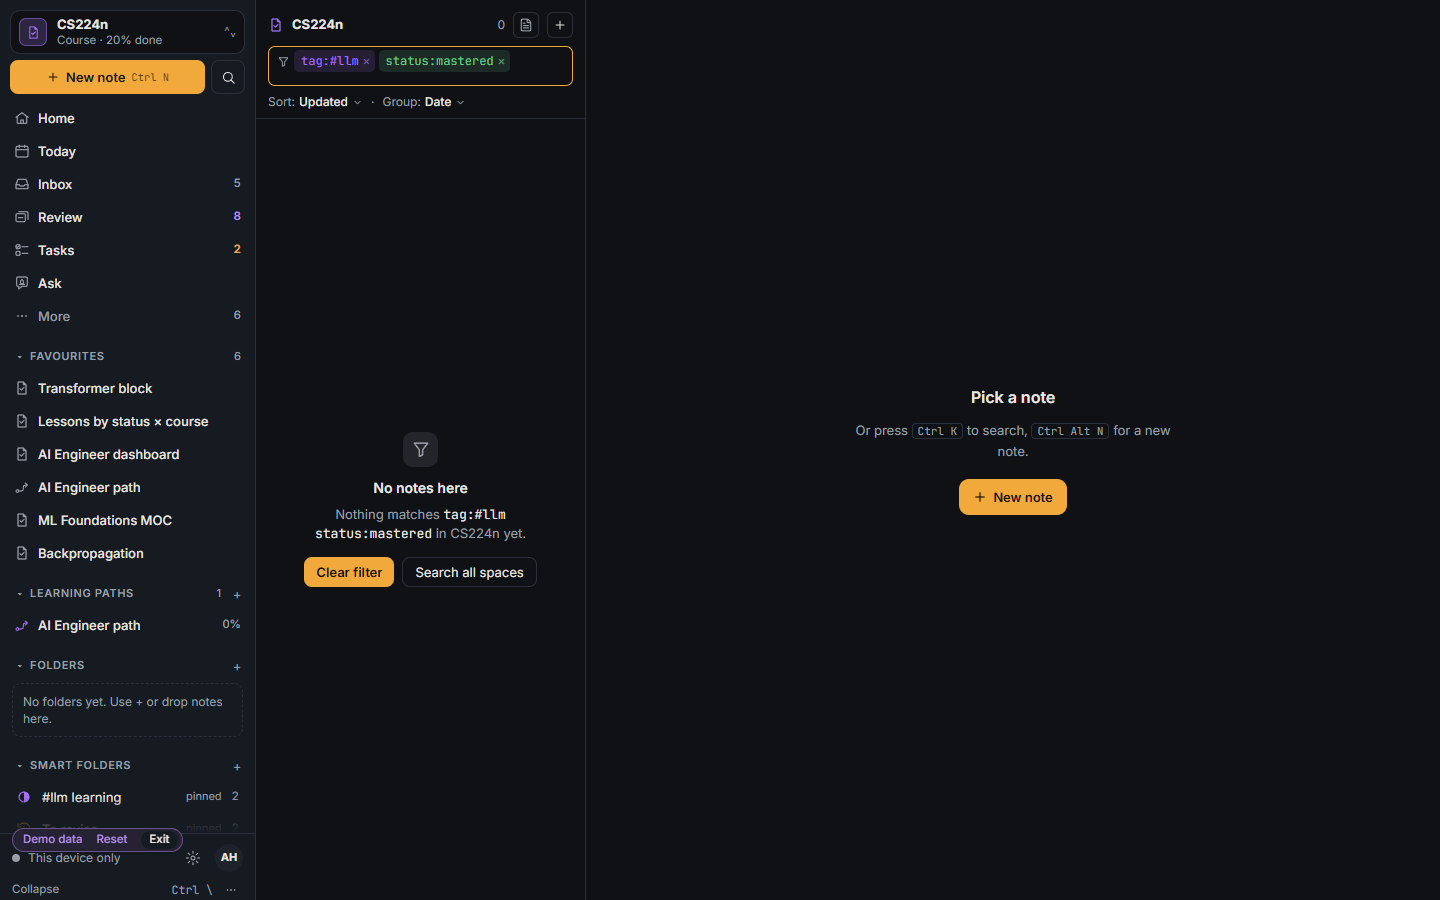 CS224n
Course · 20% done
+ New note Ctrl N
Home
Today
Inbox 5
Review 8
Tasks 2
Ask
More 6
FAVOURITES 6
Transformer block
Lessons by status × course
AI Engineer dashboard
AI Engineer path
ML Foundations MOC
Backpropagation
LEARNING PATHS 1 +
AI Engineer path 0%
FOLDERS +
No folders yet. Use + or drop notes
here.
SMART FOLDERS +
#llm learning pinned 2
pinned 2
Demo data Reset Exit
This device only AH
Collapse Ctrl \ ...
CS224n 0 +
tag:#llm × status:mastered ×
Sort: Updated · Group: Date
No notes here
Nothing matches tag:#llm
status:mastered in CS224n yet.
Clear filter Search all spaces
Pick a note
Or press Ctrl K to search, Ctrl Alt N for a new
note.
+ New note